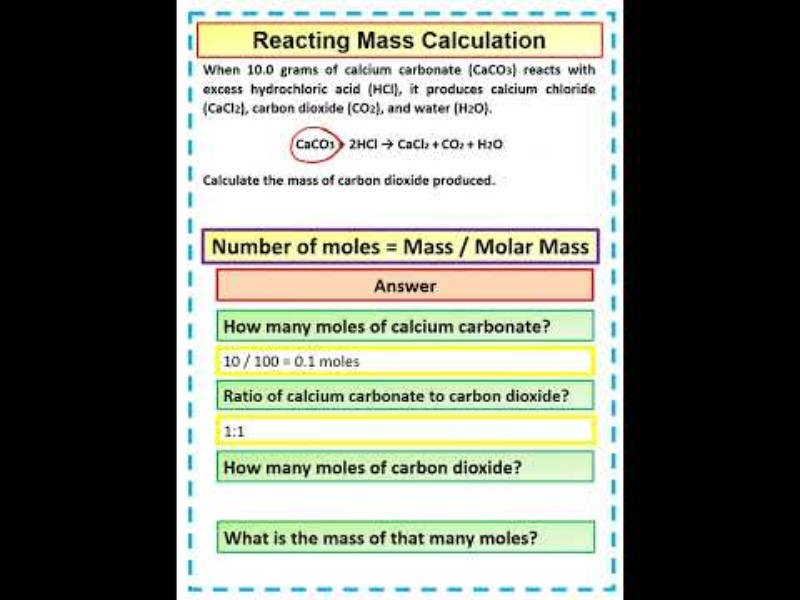 Reacting Mass Calculation
When 10.0 grams of calcium carbonate (CaCO₃) reacts with
excess hydrochloric acid (HCl), it produces calcium chloride
(CaCl₂), carbon dioxide (CO₂), and water (H₂O).
CaCO₃ + 2HCl → CaCl₂ + CO₂ + H₂O
Calculate the mass of carbon dioxide produced.
Number of moles = Mass / Molar Mass
Answer
How many moles of calcium carbonate?
10 / 100 = 0.1 moles
Ratio of calcium carbonate to carbon dioxide?
1:1
How many moles of carbon dioxide?
What is the mass of that many moles?